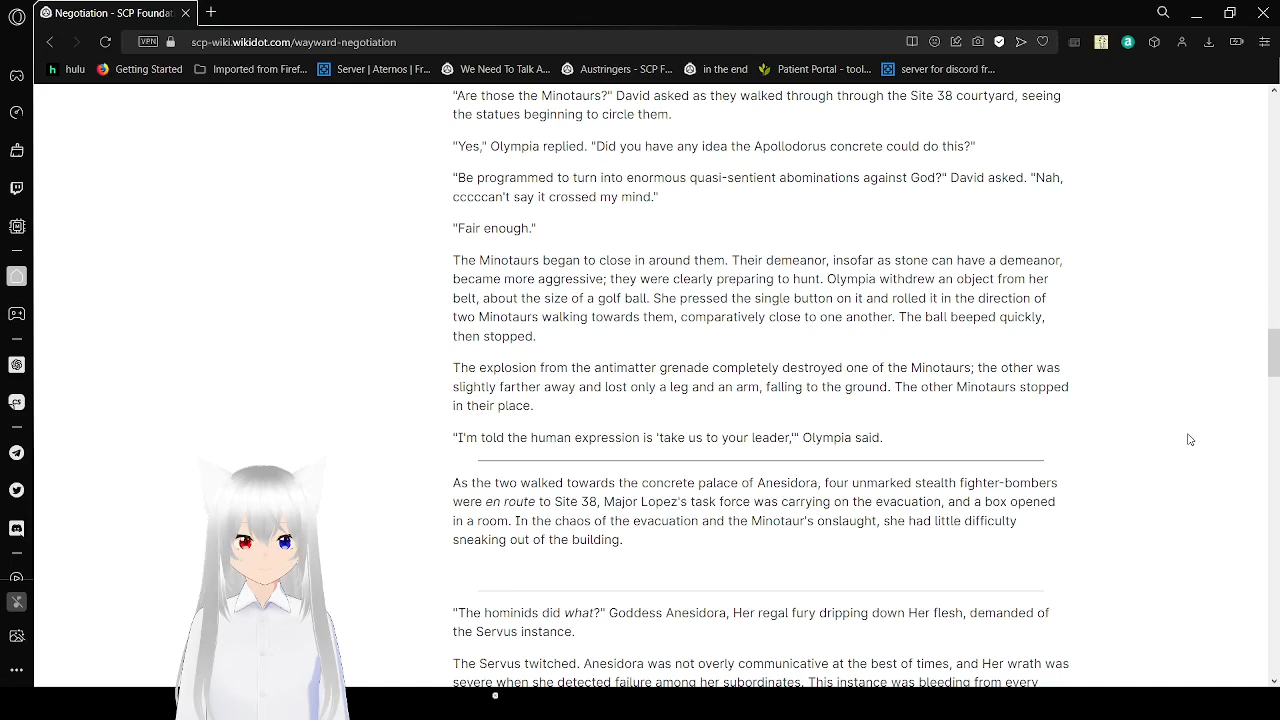 Negotiation - SCP Foundat
scp-wiki.wikidot.com/wayward-negotiation
VPN
hulu
Getting Started
Imported from Firef...
Server | Aternos | Fr...
We Need To Talk A...
Austringers - SCP F...
in the end
Patient Portal - tool...
server for discord fr...
"Are those the Minotaurs?" David asked as they walked through through the Site 38 courtyard, seeing
the statues beginning to circle them.
"Yes," Olympia replied. "Did you have any idea the Apollodorus concrete could do this?"
"Be programmed to turn into enormous quasi-sentient abominations against God?" David asked. "Nah,
cccccan't say it crossed my mind."
"Fair enough."
The Minotaurs began to close in around them. Their demeanor, insofar as stone can have a demeanor,
became more aggressive; they were clearly preparing to hunt. Olympia withdrew an object from her
belt, about the size of a golf ball. She pressed the single button on it and rolled it in the direction of
two Minotaurs walking towards them, comparatively close to one another. The ball beeped quickly,
then stopped.
The explosion from the antimatter grenade completely destroyed one of the Minotaurs; the other was
slightly farther away and lost only a leg and an arm, falling to the ground. The other Minotaurs stopped
in their place.
"I'm told the human expression is 'take us to your leader,'" Olympia said.
As the two walked towards the concrete palace of Anesidora, four unmarked stealth fighter-bombers
were en route to Site 38, Major Lopez's task force was carrying on the evacuation, and a box opened
in a room. In the chaos of the evacuation and the Minotaur's onslaught, she had little difficulty
sneaking out of the building.
"The hominids did what?" Goddess Anesidora, Her regal fury dripping down Her flesh, demanded of
the Servus instance.
The Servus twitched. Anesidora was not overly communicative at the best of times, and Her wrath was
severe when she detected failure among her subordinates. This instance was bleeding from every